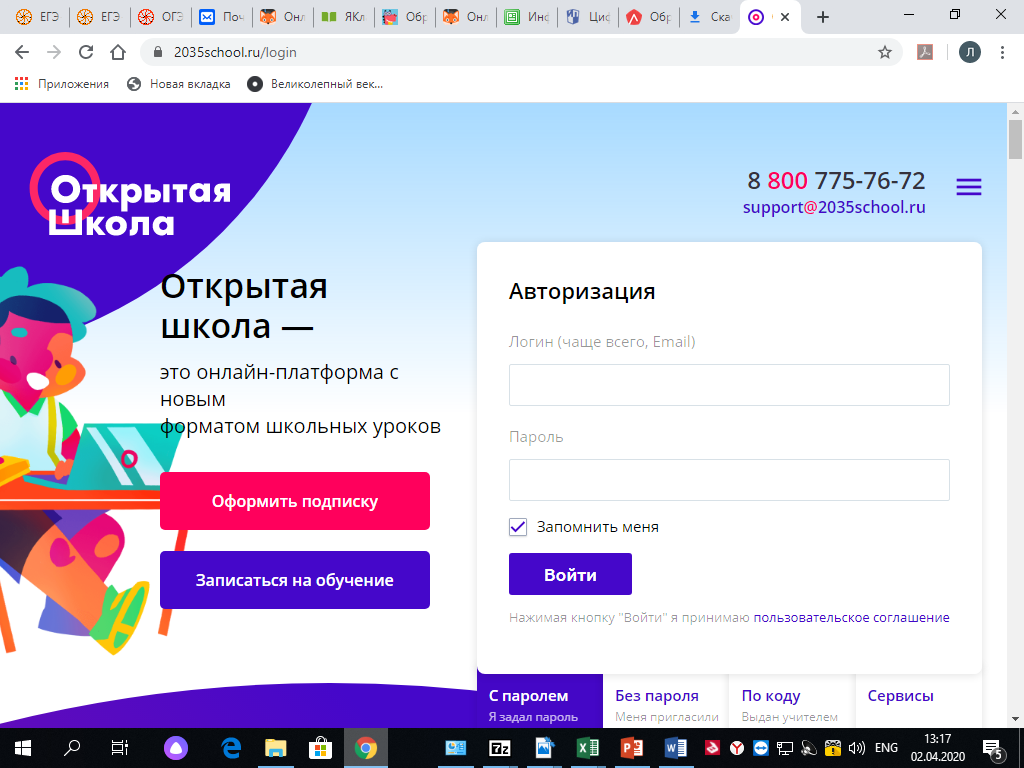 ЕГЭ
ЕГЭ
ОГЭ
Поч
Онл
ЯКл
Обр
Онл
Инф
Циф
Обр
Ска
2035school.ru/login
Л
Приложения
Новая вкладка
Великолепный век...
Открытая
Школа
8 800 775-76-72
support@2035school.ru
Открытая
школа —
это онлайн-платформа с
новым
форматом школьных уроков
Оформить подписку
Записаться на обучение
Авторизация
Логин (чаще всего, Email)
Пароль
Запомнить меня
Войти
Нажимая кнопку "Войти" я принимаю пользовательское соглашение
С паролем
Я задал пароль
Без пароля
Меня пригласили
По коду
Выдан учителем
Сервисы
7z
ENG
13:17
02.04.2020
5